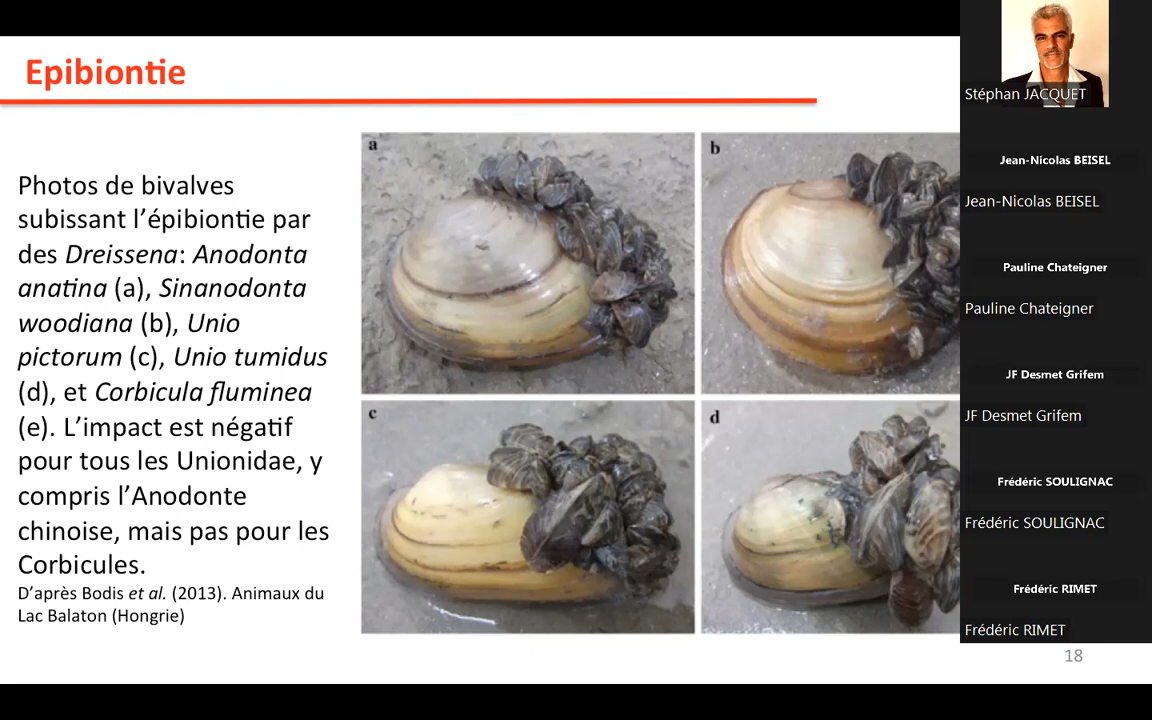 Epibiontie
Photos de bivalves
subissant l’épibiontie par
des Dreissena: Anodonta
anatina (a), Sinanodonta
woodiana (b), Unio
pictorum (c), Unio tumidus
(d), et Corbicula fluminea
(e). L’impact est négatif
pour tous les Unionidae, y
compris l’Anodonte
chinoise, mais pas pour les
Corbicules.
D’après Bodis et al. (2013). Animaux du
Lac Balaton (Hongrie)
a
b
c
d
Stéphan JACQUET
Jean-Nicolas BEISEL
Jean-Nicolas BEISEL
Pauline Chateigner
Pauline Chateigner
JF Desmet Grifem
JF Desmet Grifem
Frédéric SOULIGNAC
Frédéric SOULIGNAC
Frédéric RIMET
Frédéric RIMET
18